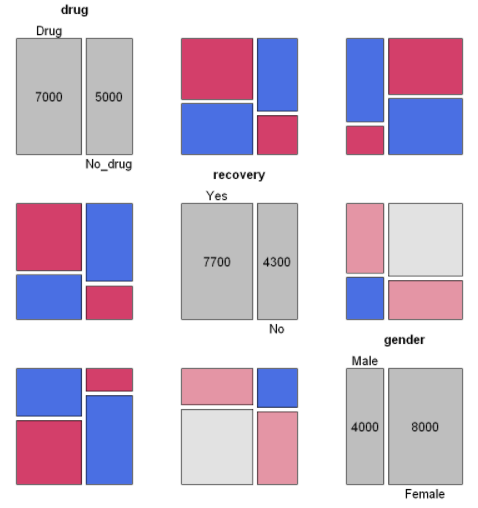 drug
Drug
7000
5000
No_drug
recovery
Yes
7700
4300
No
gender
Male
4000
8000
Female